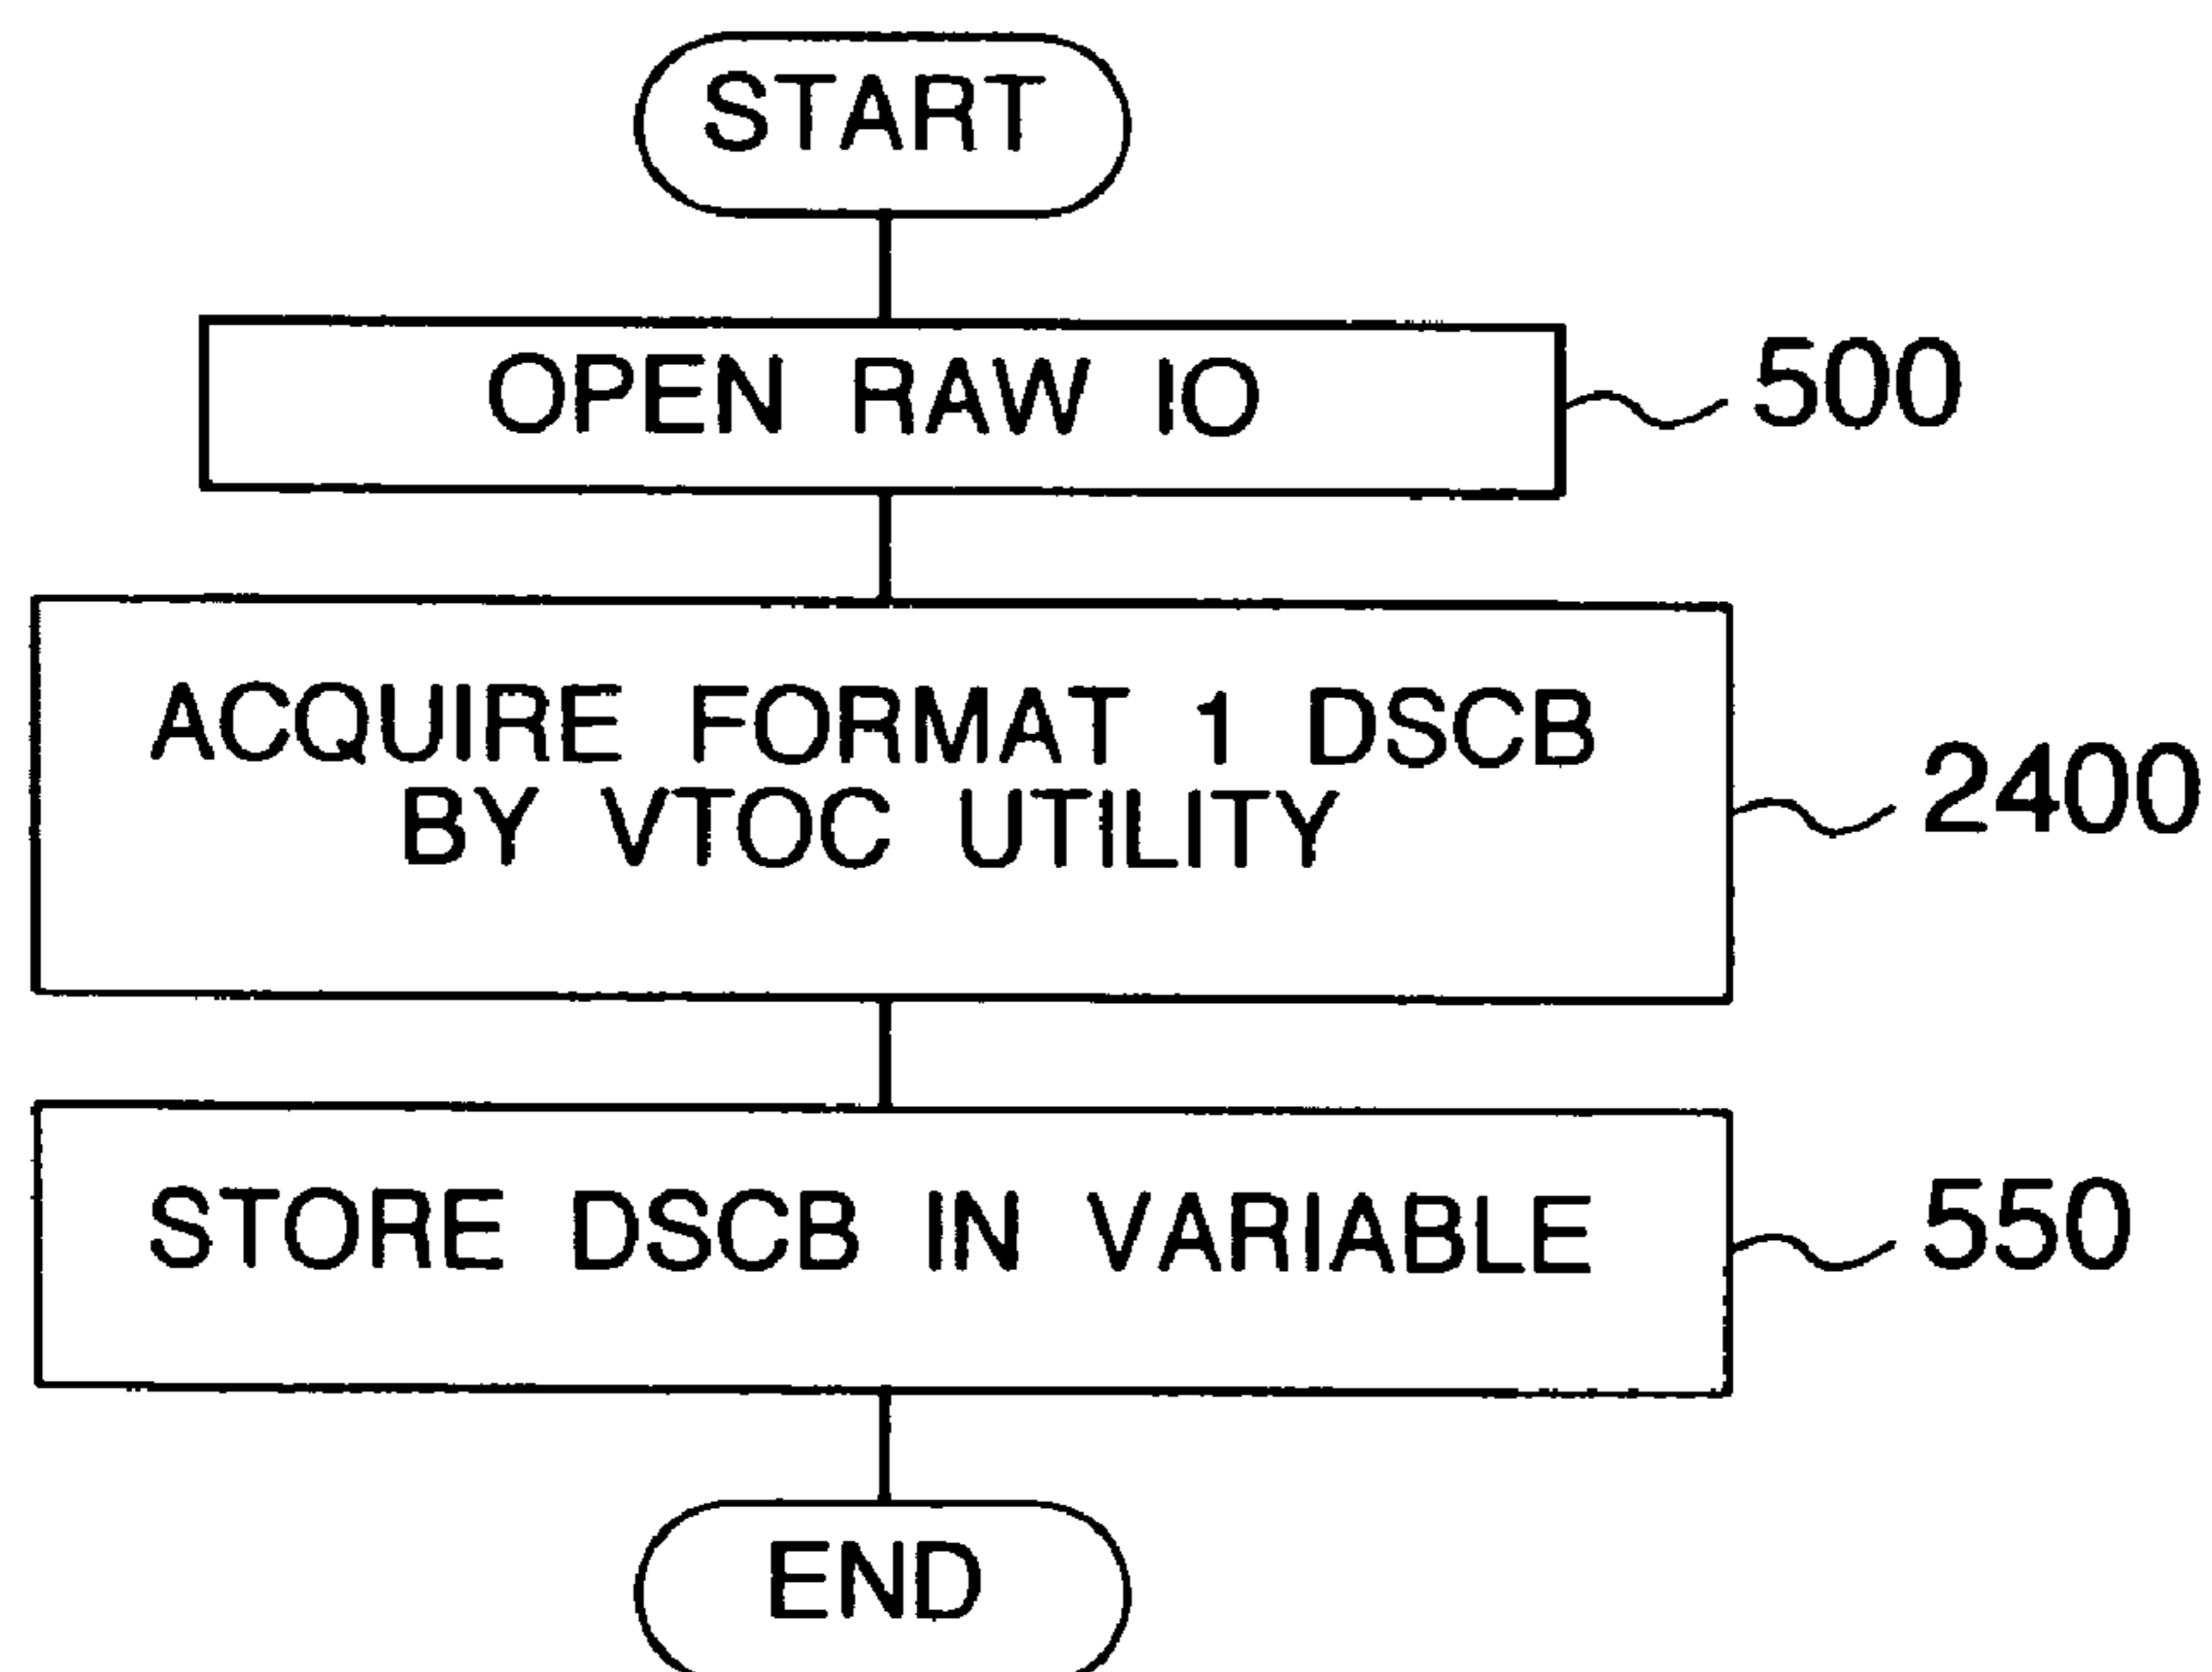 START
OPEN RAW IO
500
ACQUIRE FORMAT 1 DSCB
BY VTOC UTILITY
2400
STORE DSCB IN VARIABLE
550
END